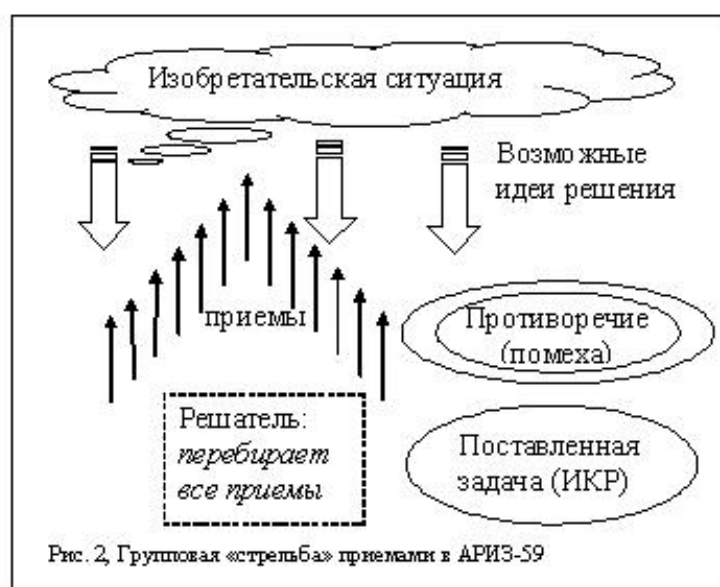 Изобретательская ситуация
Возможные
идеи решения
приемы
Противоречие
(помеха)
Решатель:
перебирает
все приемы
Поставленная
задача (ИКР)
Рис. 2, Групповая «стрельба» приемами в АРИЗ-59